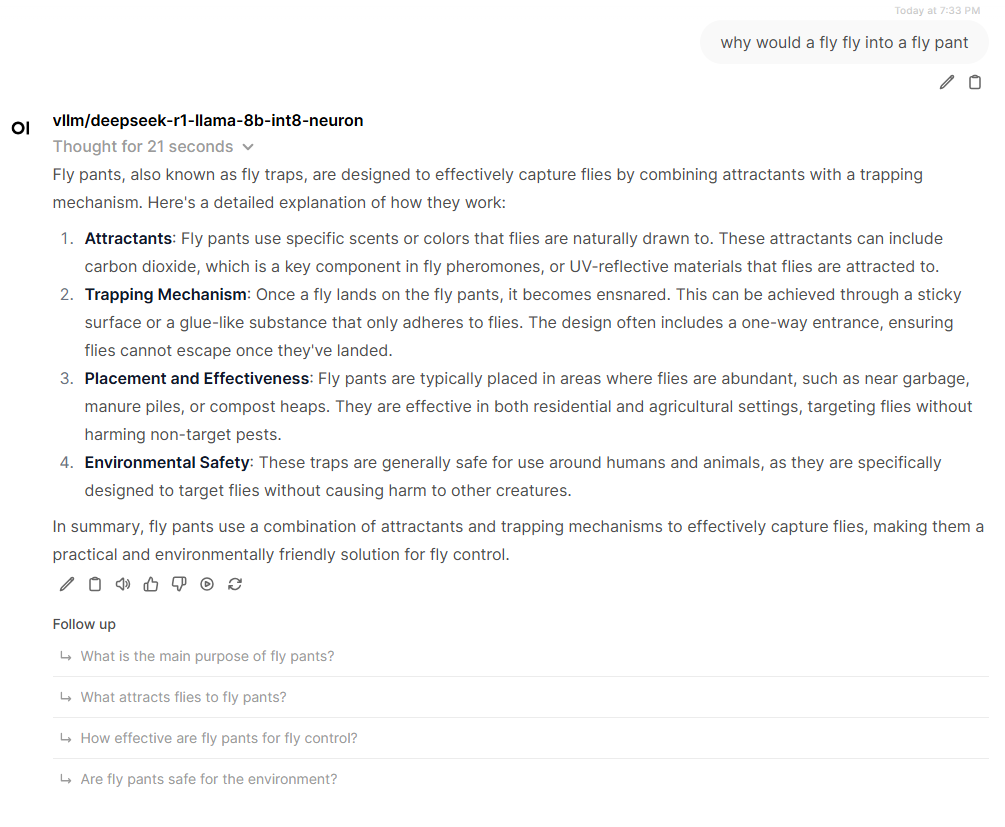 Today at 7:33 PM
why would a fly fly into a fly pant
OI
vllm/deepseek-r1-llama-8b-int8-neuron
Thought for 21 seconds
Fly pants, also known as fly traps, are designed to effectively capture flies by combining attractants with a trapping
mechanism. Here's a detailed explanation of how they work:
1. Attractants: Fly pants use specific scents or colors that flies are naturally drawn to. These attractants can include
carbon dioxide, which is a key component in fly pheromones, or UV-reflective materials that flies are attracted to.
2. Trapping Mechanism: Once a fly lands on the fly pants, it becomes ensnared. This can be achieved through a sticky
surface or a glue-like substance that only adheres to flies. The design often includes a one-way entrance, ensuring
flies cannot escape once they've landed.
3. Placement and Effectiveness: Fly pants are typically placed in areas where flies are abundant, such as near garbage,
manure piles, or compost heaps. They are effective in both residential and agricultural settings, targeting flies without
harming non-target pests.
4. Environmental Safety: These traps are generally safe for use around humans and animals, as they are specifically
designed to target flies without causing harm to other creatures.
In summary, fly pants use a combination of attractants and trapping mechanisms to effectively capture flies, making them a
practical and environmentally friendly solution for fly control.
Follow up
What is the main purpose of fly pants?
What attracts flies to fly pants?
How effective are fly pants for fly control?
Are fly pants safe for the environment?